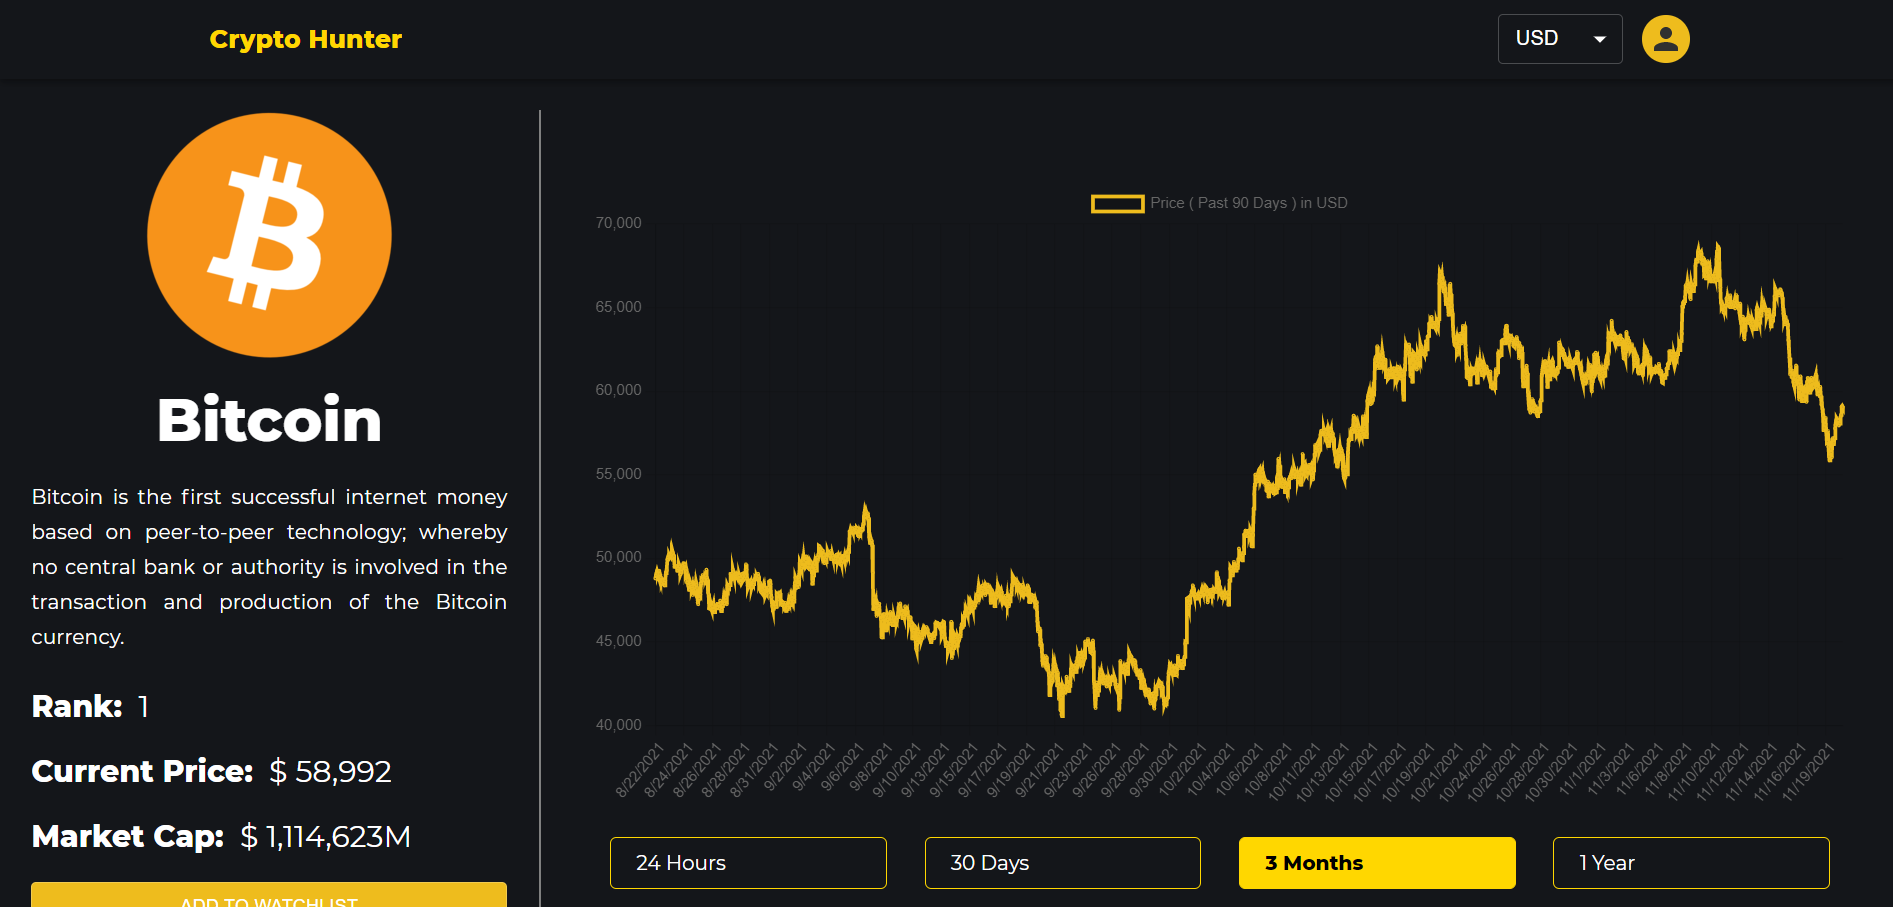 Crypto Hunter
USD
Bitcoin
Bitcoin is the first successful internet money
based on peer-to-peer technology; whereby
no central bank or authority is involved in the
transaction and production of the Bitcoin
currency.
Rank: 1
Current Price: $ 58,992
Market Cap: $ 1,114,623M
ADD TO WATCHLIST
Price ( Past 90 Days ) in USD
70,000
65,000
60,000
55,000
50,000
45,000
40,000
8/22/2021
8/24/2021
8/26/2021
8/28/2021
8/31/2021
9/2/2021
9/4/2021
9/6/2021
9/8/2021
9/10/2021
9/13/2021
9/15/2021
9/17/2021
9/19/2021
9/21/2021
9/23/2021
9/26/2021
9/28/2021
9/30/2021
10/2/2021
10/4/2021
10/6/2021
10/8/2021
10/11/2021
10/13/2021
10/15/2021
10/17/2021
10/19/2021
10/21/2021
10/24/2021
10/26/2021
10/28/2021
10/30/2021
11/1/2021
11/3/2021
11/6/2021
11/8/2021
11/10/2021
11/12/2021
11/14/2021
11/16/2021
11/19/2021
24 Hours
30 Days
3 Months
1 Year